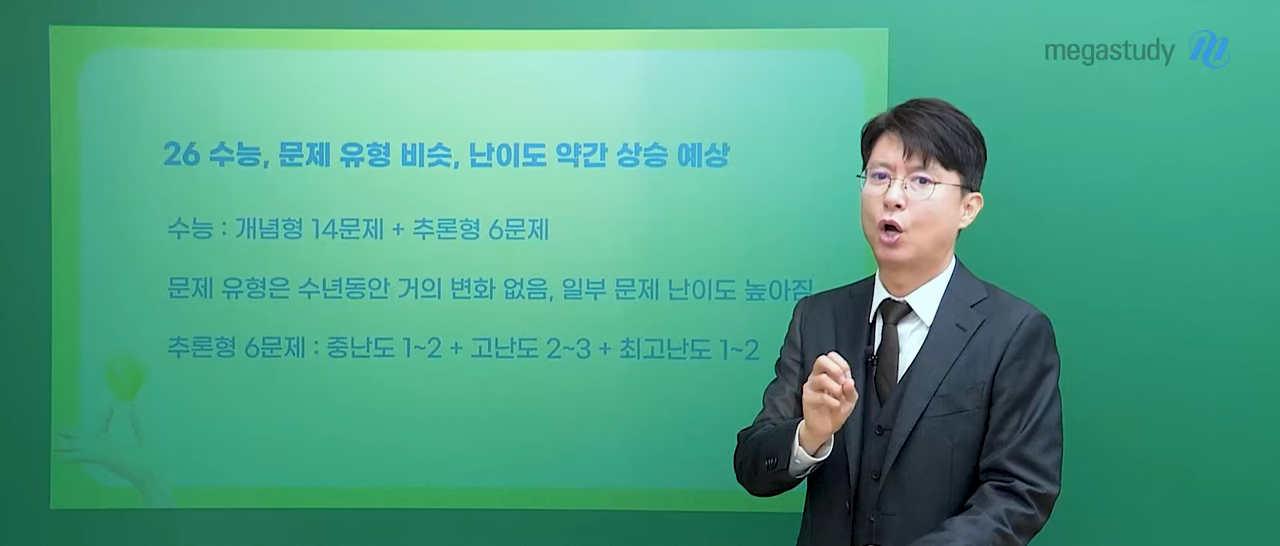 megastudy
26 수능, 문제 유형 비슷, 난이도 약간 상승 예상
수능 : 개념형 14문제 + 추론형 6문제
문제 유형은 수년동안 거의 변화 없음, 일부 문제 난이도 높아짐
추론형 6문제 : 중난도 1~2 + 고난도 2~3 + 최고난도 1~2